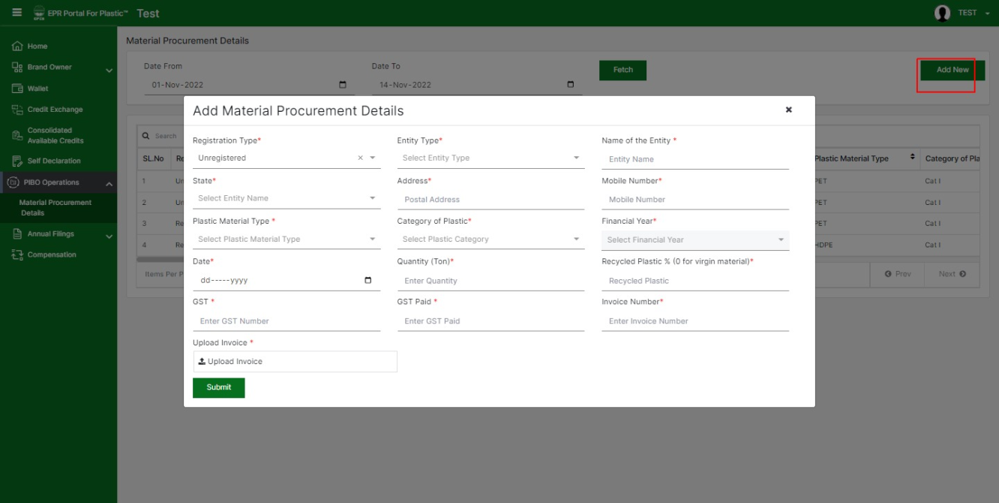 EPR Portal For Plastic™ Test
TEST
Home
Brand Owner
Wallet
Credit Exchange
Consolidated
Available Credits
Self Declaration
PIBO Operations
Material Procurement
Details
Annual Filings
Compensation
Material Procurement Details
Date From
Date To
01-Nov-2022
14-Nov-2022
Fetch
Add New
Search
SL.No Re
Plastic Material Type
Category of Pla
1 Un
PET Cat I
2 Un
PET Cat I
3 Re
PET Cat I
4 Re
HDPE Cat I
Items Per P
Prev
Next
Add Material Procurement Details
Registration Type*
Entity Type*
Name of the Entity *
Unregistered
Select Entity Type
Entity Name
State*
Address*
Mobile Number*
Select Entity Name
Postal Address
Mobile Number
Plastic Material Type *
Category of Plastic*
Financial Year*
Select Plastic Material Type
Select Plastic Category
Select Financial Year
Date*
Quantity (Ton)*
Recycled Plastic % (0 for virgin material)*
dd-----yyyy
Enter Quantity
Recycled Plastic
GST *
GST Paid *
Invoice Number*
Enter GST Number
Enter GST Paid
Enter Invoice Number
Upload Invoice *
Upload Invoice
Submit